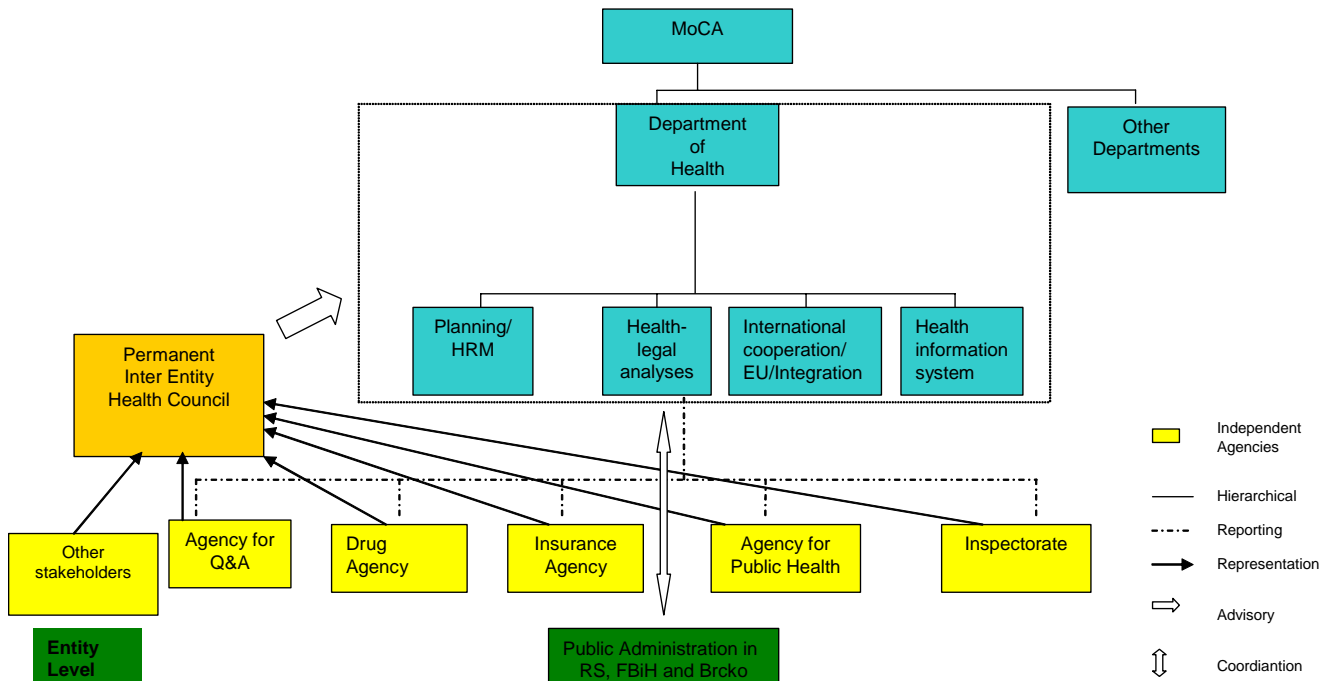 MoCA
Department
of
Health
Other
Departments
Planning/
HRM
Health-
legal
analyses
International
cooperation/
EU/Integration
Health
information
system
Permanent
Inter Entity
Health Council
Other
stakeholders
Agency for
Q&A
Drug
Agency
Insurance
Agency
Agency for
Public Health
Inspectorate
Entity
Level
Public Administration in
RS, FBiH and Brcko
Independent
Agencies
Hierarchical
Reporting
Representation
Advisory
Coordiantion